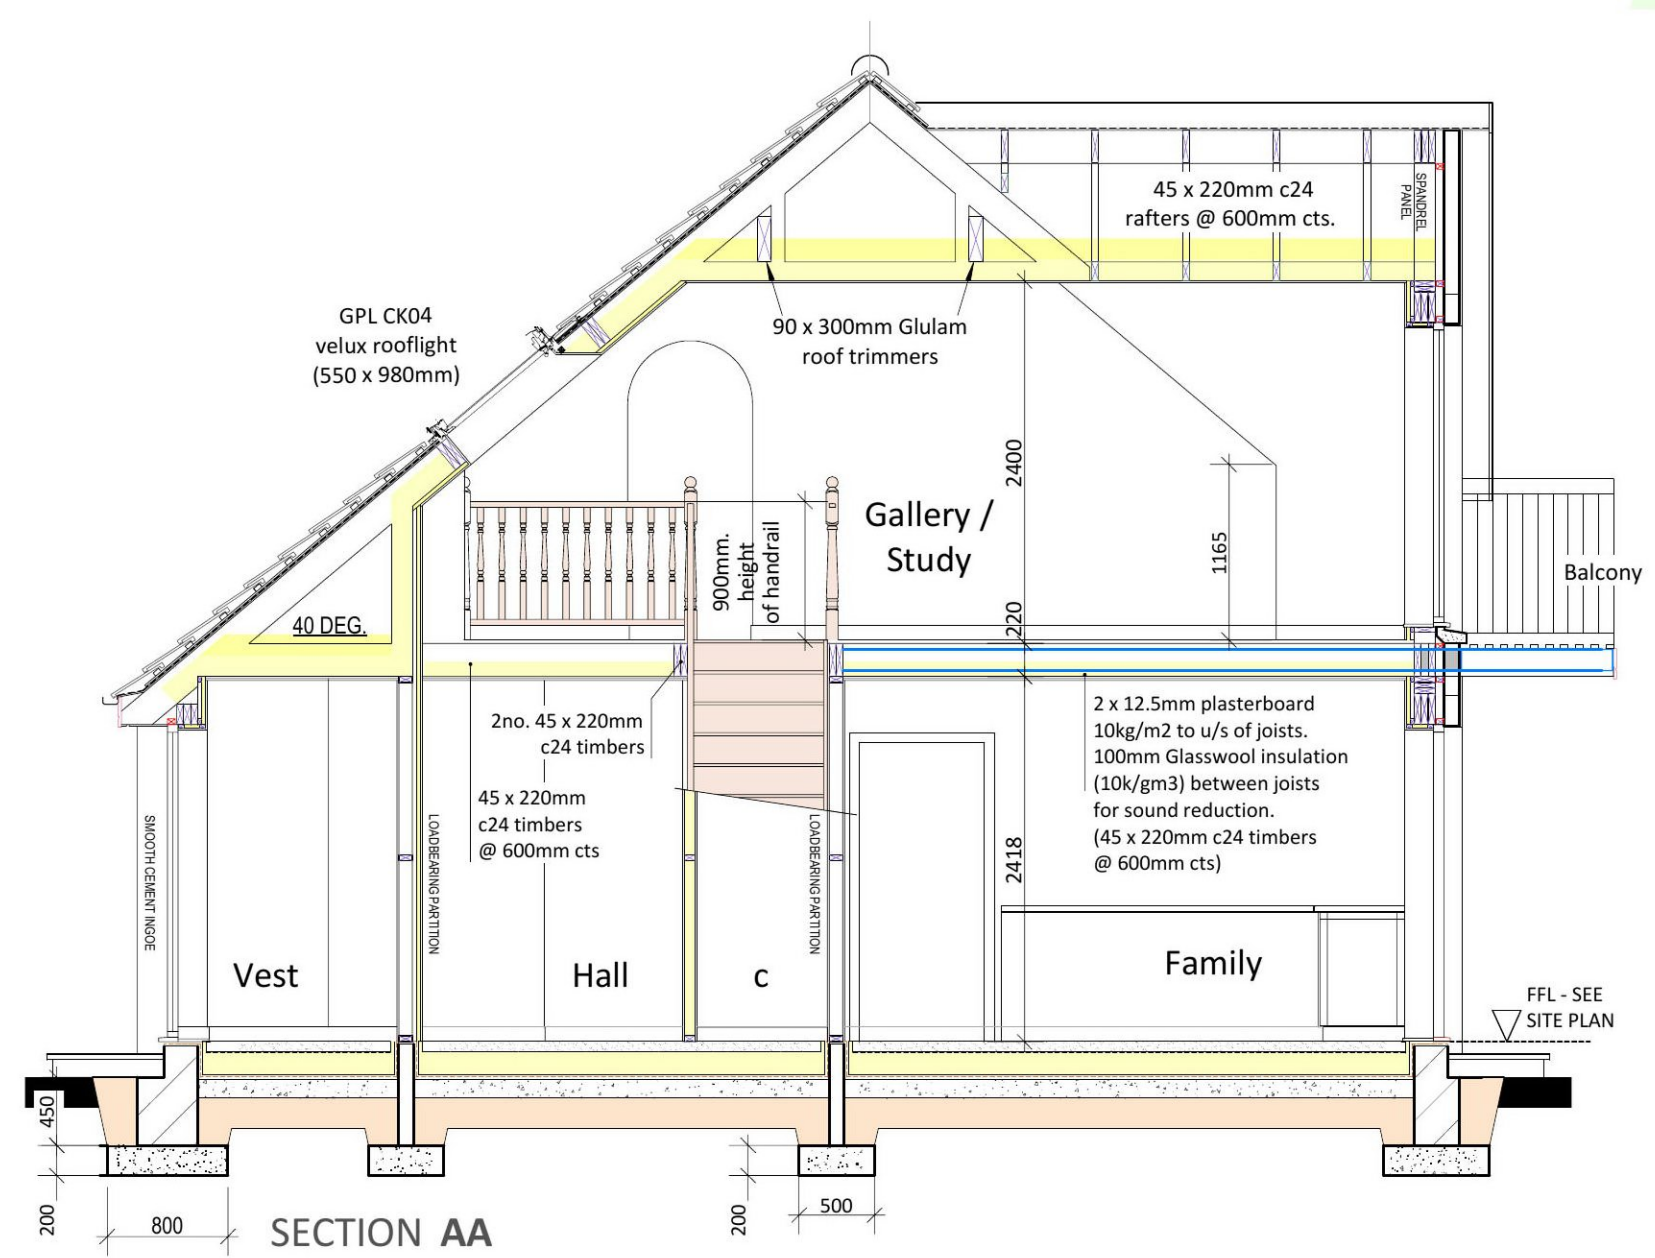 45 x 220mm c24
rafters @ 600mm cts.
SPANDREL
PANEL
GPL CK04
velux rooflight
(550 x 980mm)
90 x 300mm Glulam
roof trimmers
2400
Gallery /
Study
900mm.
height
of handrail
1165
Balcony
40 DEG.
220
2no. 45 x 220mm
c24 timbers
45 x 220mm
c24 timbers
@ 600mm cts
2 x 12.5mm plasterboard
10kg/m2 to u/s of joists.
100mm Glasswool insulation
(10k/gm3) between joists
for sound reduction.
(45 x 220mm c24 timbers
@ 600mm cts)
SMOOTH CEMENT INGOE
LOADBEARING PARTITION
LOADBEARING PARTITION
2418
Vest
Hall
c
Family
FFL - SEE
SITE PLAN
450
200
800
200
500
SECTION AA